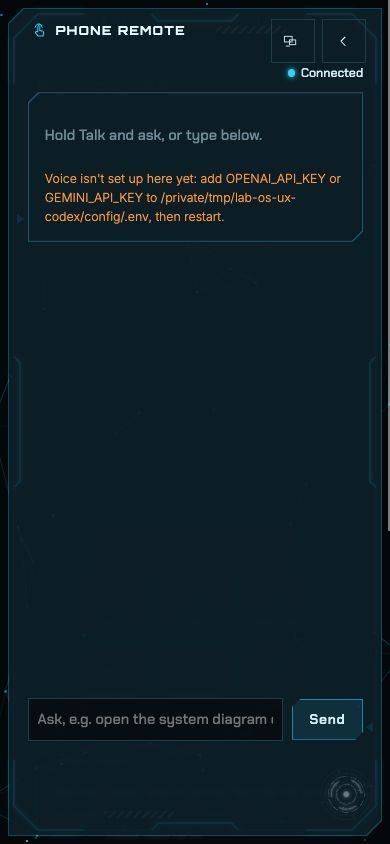 PHONE REMOTE
Connected
Hold Talk and ask, or type below.
Voice isn't set up here yet: add OPENAI_API_KEY or
GEMINI_API_KEY to /private/tmp/lab-os-ux-
codex/config/.env, then restart.
Ask, e.g. open the system diagram
Send